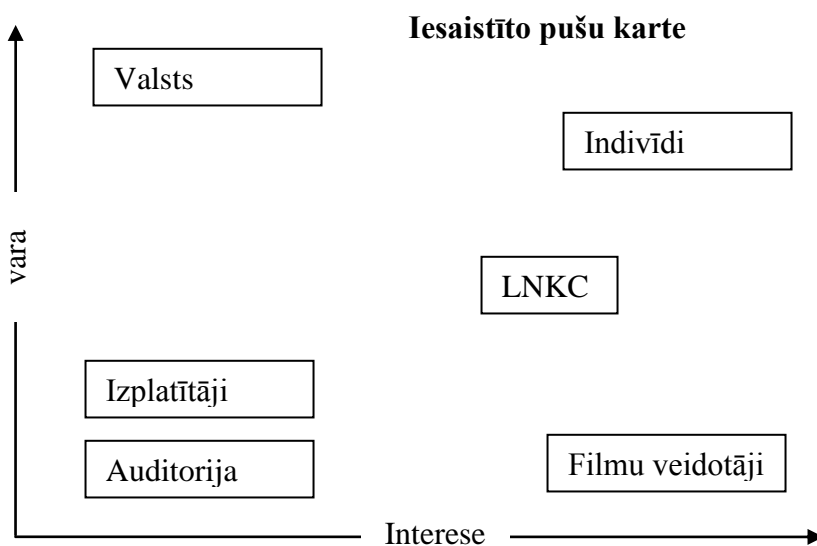 Iesaistīto pušu karte
Valsts
Indivīdi
vara
LNKC
Izplatītāji
Auditorija
Filmu veidotāji
Interese